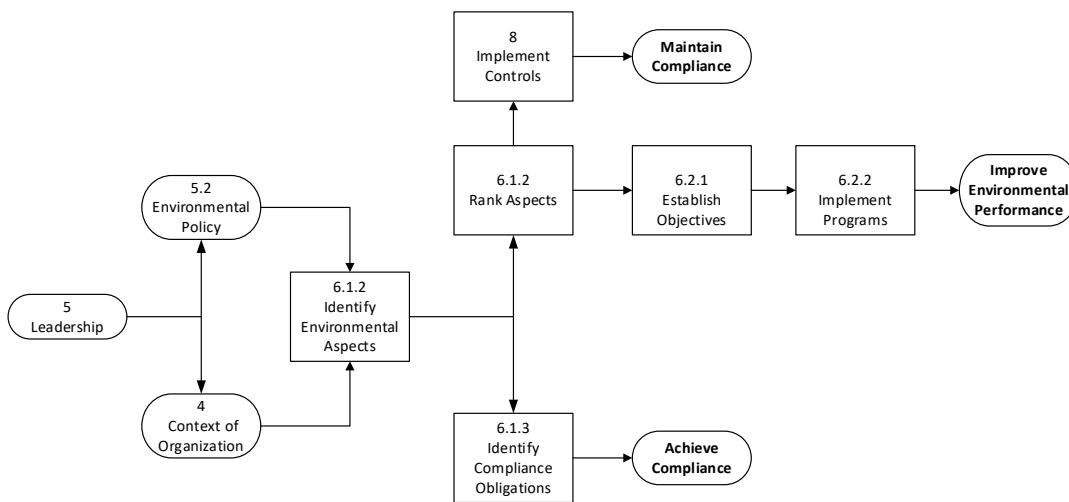 8
Implement
Controls
Maintain
Compliance
5.2
Environmental
Policy
6.1.2
Rank Aspects
6.2.1
Establish
Objectives
6.2.2
Implement
Programs
Improve
Environmental
Performance
5
Leadership
6.1.2
Identify
Environmental
Aspects
4
Context of
Organization
6.1.3
Identify
Compliance
Obligations
Achieve
Compliance